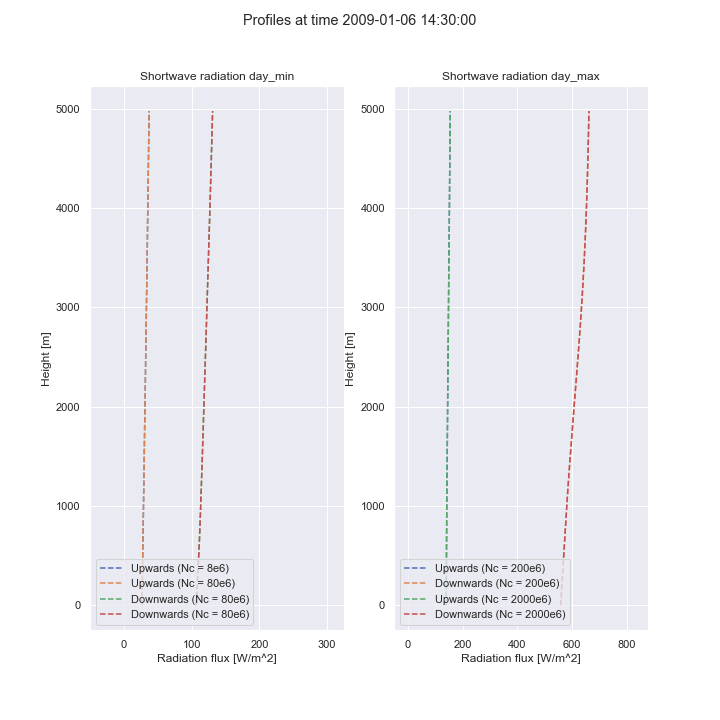 Profiles at time 2009-01-06 14:30:00
Shortwave radiation day_min
5000
4000
3000
2000
1000
0
Height [m]
Upwards (Nc = 8e6)
Upwards (Nc = 80e6)
Downwards (Nc = 80e6)
Downwards (Nc = 80e6)
0 100 200 300
Radiation flux [W/m^2]
Shortwave radiation day_max
5000
4000
3000
2000
1000
0
Height [m]
Upwards (Nc = 200e6)
Downwards (Nc = 200e6)
Upwards (Nc = 2000e6)
Downwards (Nc = 2000e6)
0 200 400 600 800
Radiation flux [W/m^2]